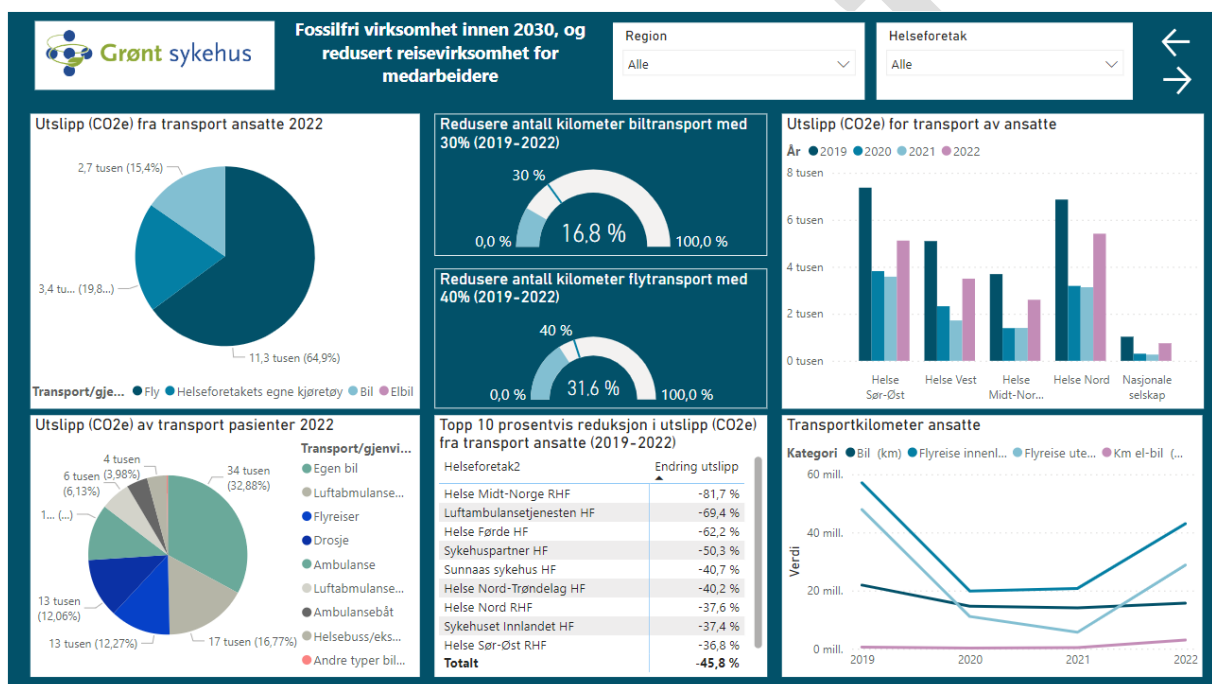 Grønt sykehus
Fossilfri virksomhet innen 2030, og
redusert reisevirksomhet for
medarbeidere
Region
Alle
Helseforetak
Alle
Utslipp (CO2e) fra transport ansatte 2022
2,7 tusen (15,4%)
3,4 tu... (19,8...)
11,3 tusen (64,9%)
Transport/gje... Fly Helseforetakets egne kjøretøy Bil Elbil
Redusere antall kilometer biltransport med
30% (2019-2022)
30 %
0,0 %
16,8 %
100,0 %
Redusere antall kilometer flytransport med
40% (2019-2022)
40 %
0,0 %
31,6 %
100,0 %
Utslipp (CO2e) for transport av ansatte
År 2019 2020 2021 2022
8 tusen
6 tusen
4 tusen
2 tusen
0 tusen
Helse
Sør-Øst
Helse Vest
Helse
Midt-Nor...
Helse Nord
Nasjonale
selskap
Utslipp (CO2e) av transport pasienter 2022
4 tusen
(3,98%)
6 tusen
(6,13%)
1... (...)
13 tusen
(12,06%)
13 tusen (12,27%)
17 tusen (16,77%)
34 tusen
(32,88%)
Transport/gjenvi...
Egen bil
Luftabmulanse...
Flyreiser
Drosje
Ambulanse
Luftabmulanse...
Ambulansebåt
Helsebuss/eks...
Andre typer bil...
Topp 10 prosentvis reduksjon i utslipp (CO2e)
fra transport ansatte (2019-2022)
Helseforetak2 Endring utslipp
Helse Midt-Norge RHF -81,7 %
Luftambulansetjenesten HF -69,4 %
Helse Førde HF -62,2 %
Sykehuspartner HF -50,3 %
Sunnaas sykehus HF -40,7 %
Helse Nord-Trøndelag HF -40,2 %
Helse Nord RHF -37,6 %
Sykehuset Innlandet HF -37,4 %
Helse Sør-Øst RHF -36,8 %
Totalt -45,8 %
Transportkilometer ansatte
Kategori Bil (km) Flyreise innenl... Flyreise ute... Km el-bil (...
60 mill.
40 mill.
20 mill.
0 mill.
Verdi
2019
2020
2021
2022